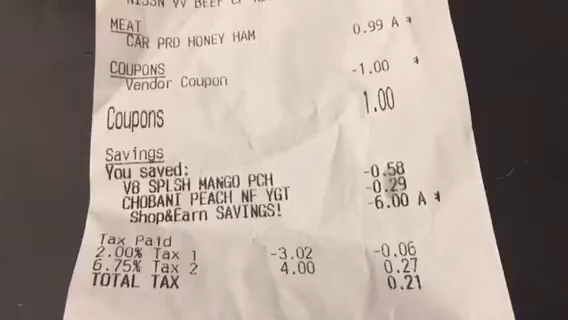 NISSN VV BEEF
MEAT
CAR PRD HONEY HAM 0.99 A *
COUPONS
Vendor Coupon -1.00 *
Coupons 1.00
Savings
You saved:
V8 SPLSH MANGO PCH -0.58
CHOBANI PEACH NF YGT -0.29
Shop&Earn SAVINGS! -6.00 A *
Tax Paid
2.00% Tax 1 -3.02 -0.06
6.75% Tax 2 4.00 0.27
TOTAL TAX 0.21